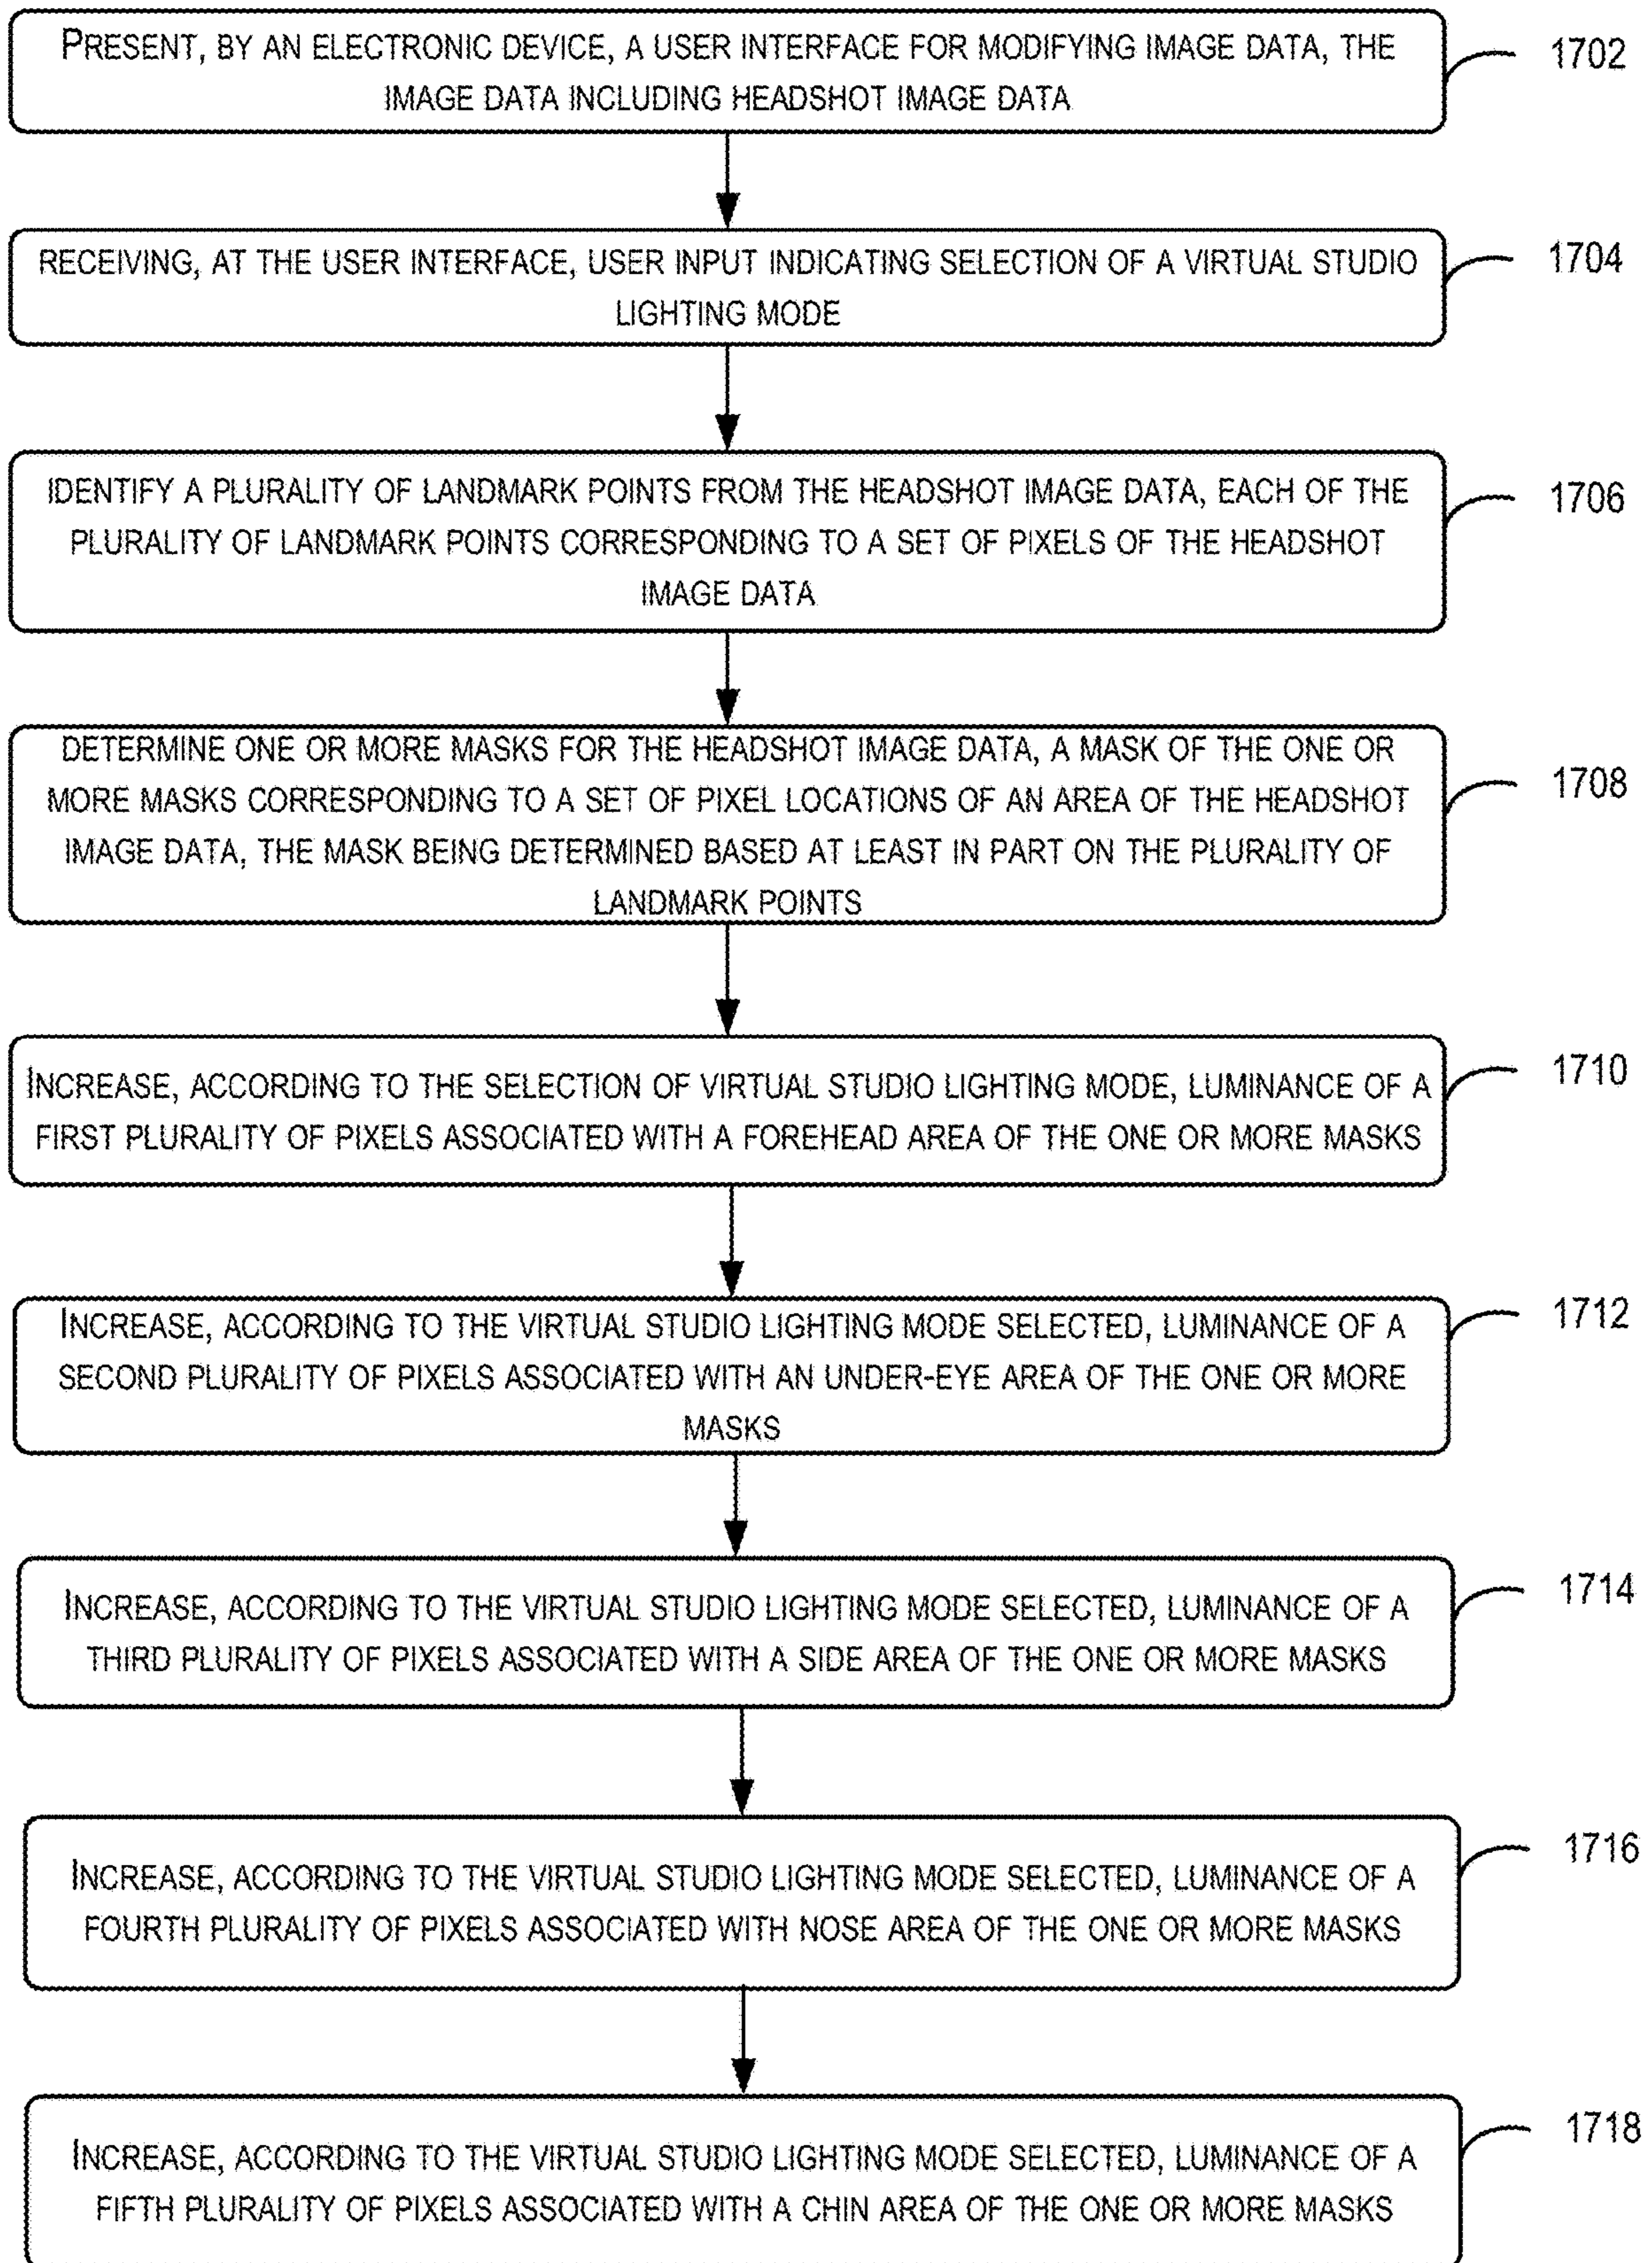 PRESENT, BY AN ELECTRONIC DEVICE, A USER INTERFACE FOR MODIFYING IMAGE DATA, THE
IMAGE DATA INCLUDING HEADSHOT IMAGE DATA
1702
RECEIVING, AT THE USER INTERFACE, USER INPUT INDICATING SELECTION OF A VIRTUAL STUDIO
LIGHTING MODE
1704
IDENTIFY A PLURALITY OF LANDMARK POINTS FROM THE HEADSHOT IMAGE DATA, EACH OF THE
PLURALITY OF LANDMARK POINTS CORRESPONDING TO A SET OF PIXELS OF THE HEADSHOT
IMAGE DATA
1706
DETERMINE ONE OR MORE MASKS FOR THE HEADSHOT IMAGE DATA, A MASK OF THE ONE OR
MORE MASKS CORRESPONDING TO A SET OF PIXEL LOCATIONS OF AN AREA OF THE HEADSHOT
IMAGE DATA, THE MASK BEING DETERMINED BASED AT LEAST IN PART ON THE PLURALITY OF
LANDMARK POINTS
1708
INCREASE, ACCORDING TO THE SELECTION OF VIRTUAL STUDIO LIGHTING MODE, LUMINANCE OF A
FIRST PLURALITY OF PIXELS ASSOCIATED WITH A FOREHEAD AREA OF THE ONE OR MORE MASKS
1710
INCREASE, ACCORDING TO THE VIRTUAL STUDIO LIGHTING MODE SELECTED, LUMINANCE OF A
SECOND PLURALITY OF PIXELS ASSOCIATED WITH AN UNDER-EYE AREA OF THE ONE OR MORE
MASKS
1712
INCREASE, ACCORDING TO THE VIRTUAL STUDIO LIGHTING MODE SELECTED, LUMINANCE OF A
THIRD PLURALITY OF PIXELS ASSOCIATED WITH A SIDE AREA OF THE ONE OR MORE MASKS
1714
INCREASE, ACCORDING TO THE VIRTUAL STUDIO LIGHTING MODE SELECTED, LUMINANCE OF A
FOURTH PLURALITY OF PIXELS ASSOCIATED WITH NOSE AREA OF THE ONE OR MORE MASKS
1716
INCREASE, ACCORDING TO THE VIRTUAL STUDIO LIGHTING MODE SELECTED, LUMINANCE OF A
FIFTH PLURALITY OF PIXELS ASSOCIATED WITH A CHIN AREA OF THE ONE OR MORE MASKS
1718